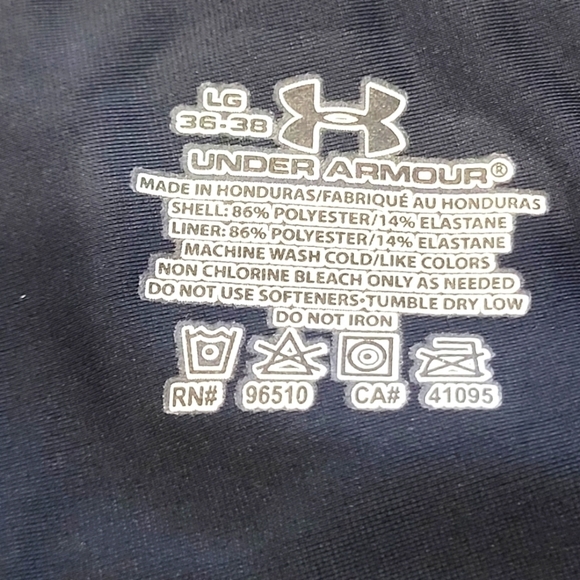 LG
36-38
UNDER ARMOUR®
MADE IN HONDURAS/FABRIQUÉ AU HONDURAS
SHELL: 86% POLYESTER/14% ELASTANE
LINER: 86% POLYESTER/14% ELASTANE
MACHINE WASH COLD/LIKE COLORS
NON CHLORINE BLEACH ONLY AS NEEDED
DO NOT USE SOFTENERS•TUMBLE DRY LOW
DO NOT IRON
RN# 96510 CA# 41095